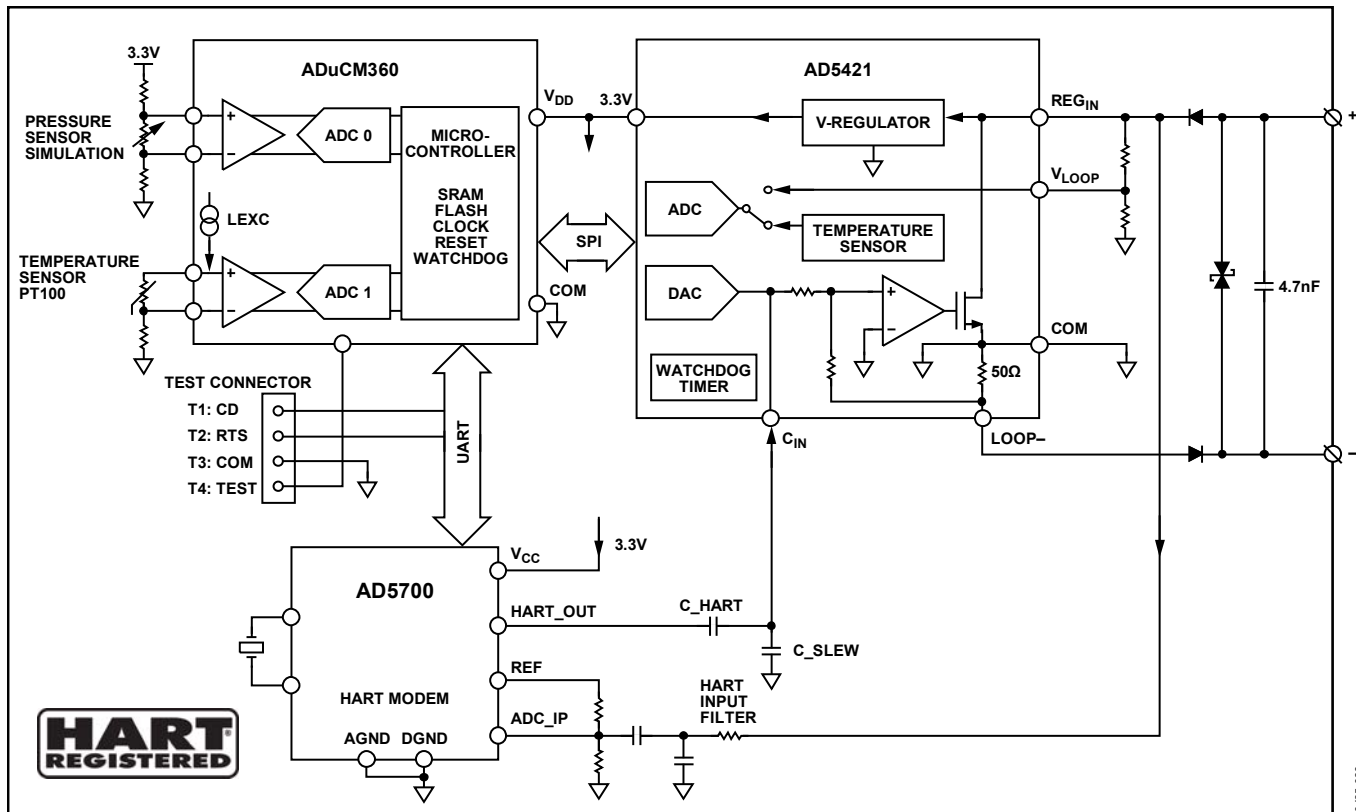 ADuCM360
3.3V
PRESSURE
SENSOR
SIMULATION
+
−
ADC 0
MICRO-
CONTROLLER
SRAM
FLASH
CLOCK
RESET
WATCHDOG
LEXC
TEMPERATURE
SENSOR
PT100
+
−
ADC 1
VDD
COM
SPI
AD5421
3.3V
V-REGULATOR
REGIN
VLOOP
ADC
TEMPERATURE
SENSOR
DAC
+
−
COM
50Ω
WATCHDOG
TIMER
CIN
LOOP−
4.7nF
+
−
TEST CONNECTOR
T1: CD
T2: RTS
T3: COM
T4: TEST
UART
AD5700
VCC
3.3V
HART_OUT
C_HART
C_SLEW
REF
HART
INPUT
FILTER
HART MODEM
ADC_IP
AGND
DGND
HART®
REGISTERED